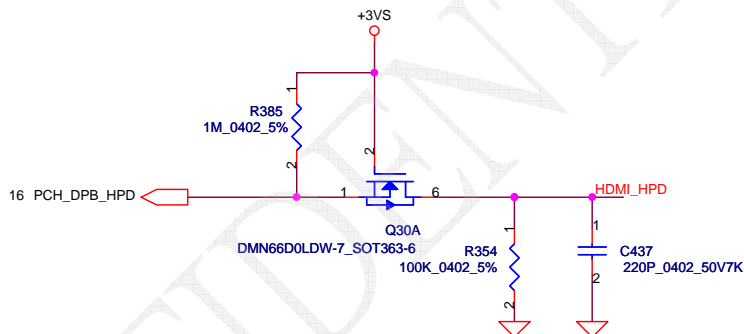 +3VS
1
R385
1M_0402_5%
2
2
16 PCH_DPB_HPD
1
6
HDMI_HPD
Q30A
DMN66D0LDW-7_SOT363-6
1
R354
100K_0402_5%
2
1
C437
220P_0402_50V7K
2